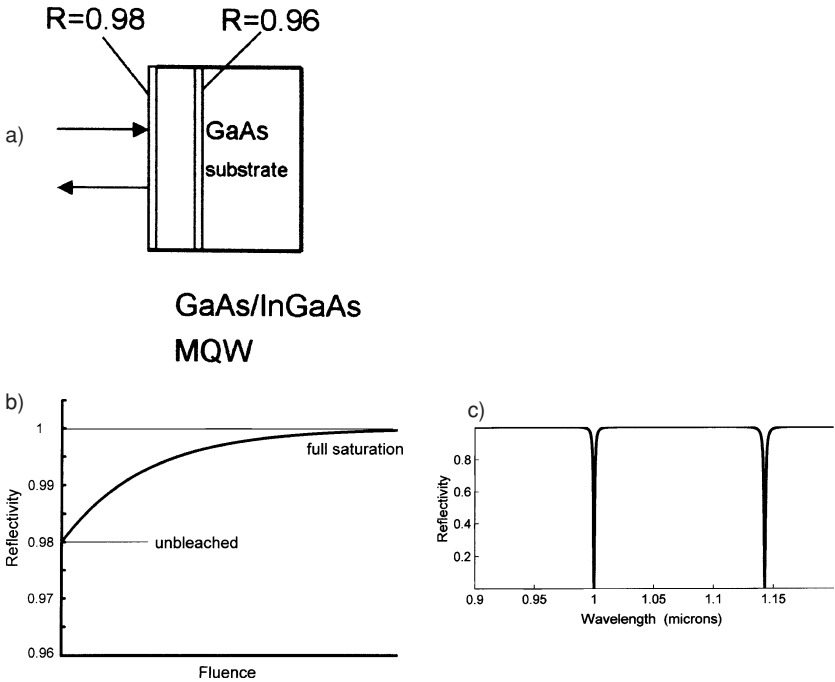 R=0.98 R=0.96
a)
GaAs
substrate
GaAs/InGaAs
MQW
b)
1
0.99
0.98
0.97
0.96
Reflectivity
full saturation
unbleached
Fluence
c)
0.8
0.6
0.4
0.2
Reflectivity
0.9 0.95 1 1.05 1.1 1.15
Wavelength (microns)